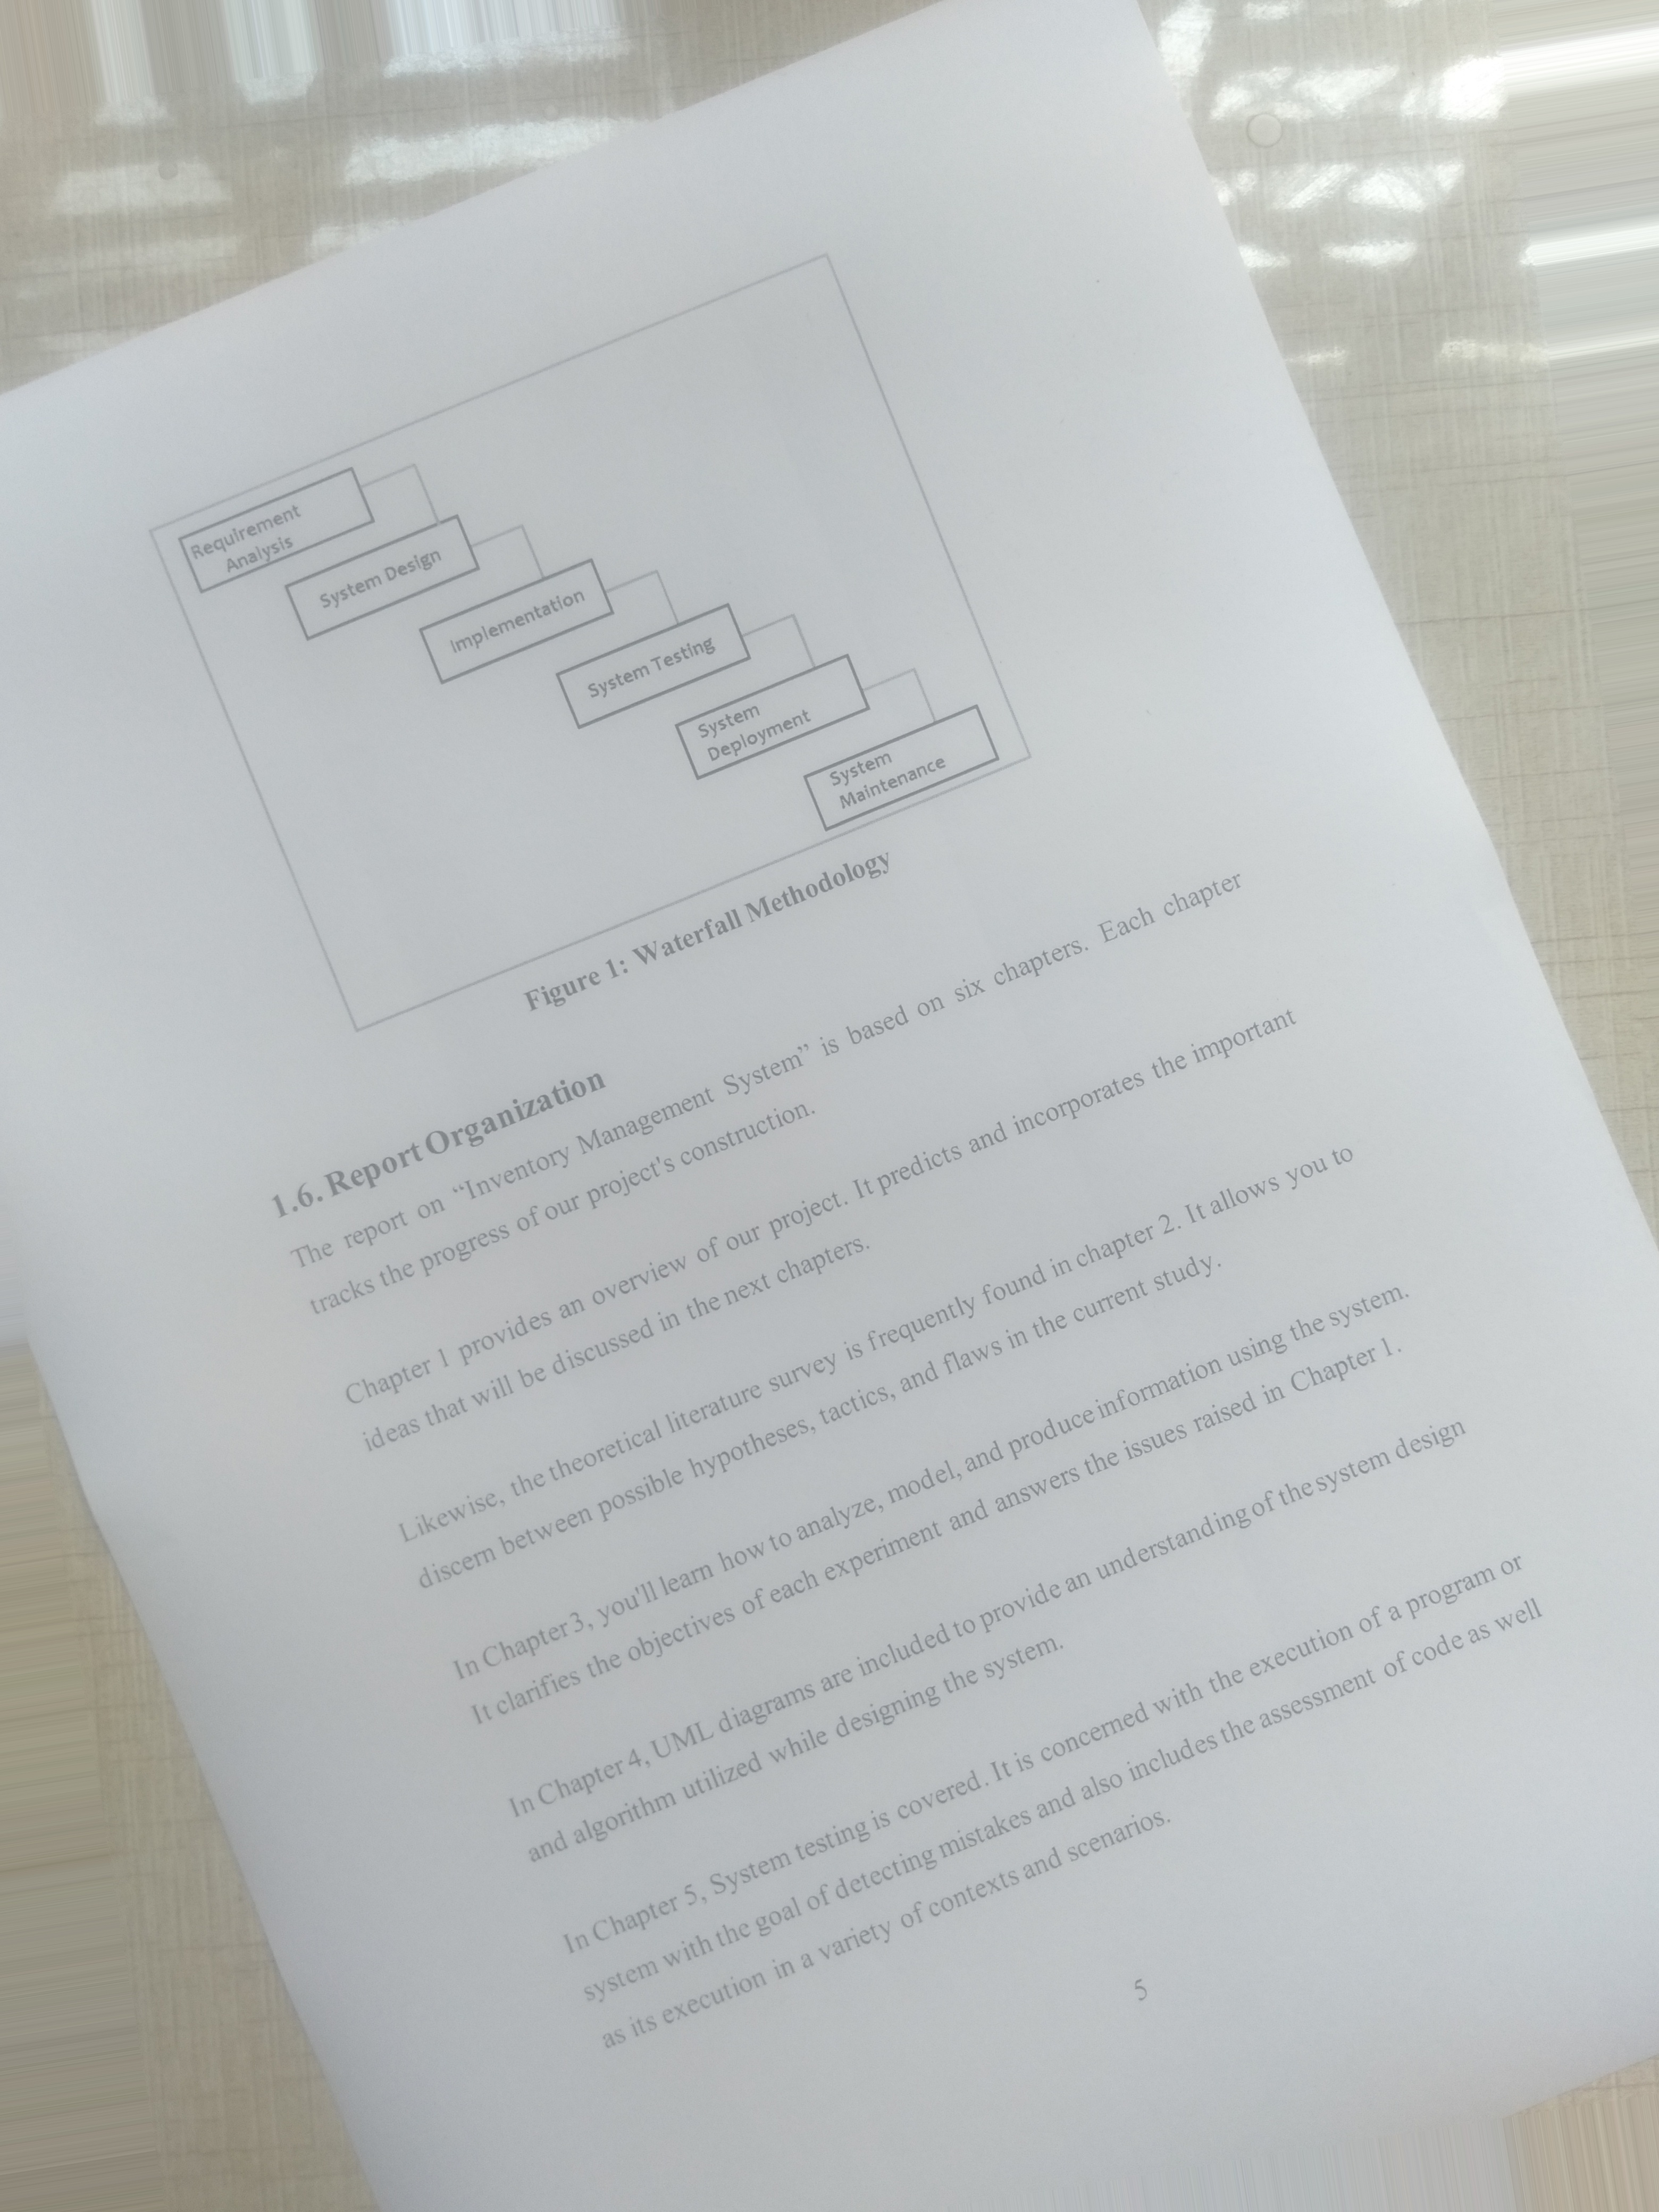 Requirement
Analysis
System Design
Implementation
System Testing
System
Deployment
System
Maintenance
Figure 1: Waterfall Methodology
1.6. Report Organization
The report on “Inventory Management System” is based on six chapters. Each chapter
tracks the progress of our project's construction.
Chapter 1 provides an overview of our project. It predicts and incorporates the important
ideas that will be discussed in the next chapters.
Likewise, the theoretical literature survey is frequently found in chapter 2. It allows you to
discern between possible hypotheses, tactics, and flaws in the current study.
In Chapter 3, you'll learn how to analyze, model, and produce information using the system.
It clarifies the objectives of each experiment and answers the issues raised in Chapter 1.
In Chapter 4, UML diagrams are included to provide an understanding of the system design
and algorithm utilized while designing the system.
In Chapter 5, System testing is covered. It is concerned with the execution of a program or
system with the goal of detecting mistakes and also includes the assessment of code as well
as its execution in a variety of contexts and scenarios.
5